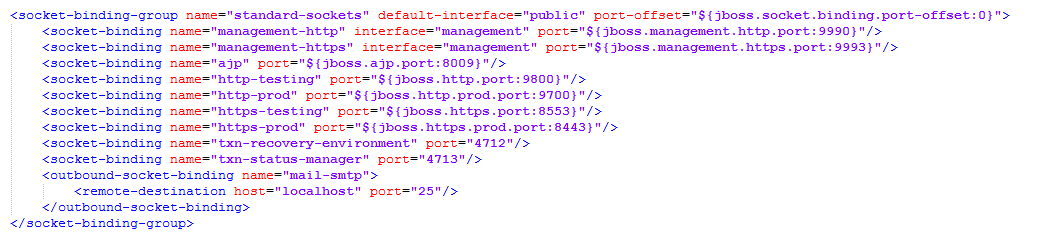 <socket-binding-group name="standard-sockets" default-interface="public" port-offset="${jboss.socket.binding.port-offset:0}">
<socket-binding name="management-http" interface="management" port="${jboss.management.http.port:9990}"/>
<socket-binding name="management-https" interface="management" port="${jboss.management.https.port:9993}"/>
<socket-binding name="ajp" port="${jboss.ajp.port:8009}"/>
<socket-binding name="http-testing" port="${jboss.http.port:9800}"/>
<socket-binding name="http-prod" port="${jboss.http.prod.port:9700}"/>
<socket-binding name="https-testing" port="${jboss.https.port:8553}"/>
<socket-binding name="https-prod" port="${jboss.https.prod.port:8443}"/>
<socket-binding name="txn-recovery-environment" port="4712"/>
<socket-binding name="txn-status-manager" port="4713"/>
<outbound-socket-binding name="mail-smtp">
<remote-destination host="localhost" port="25"/>
</outbound-socket-binding>
</socket-binding-group>